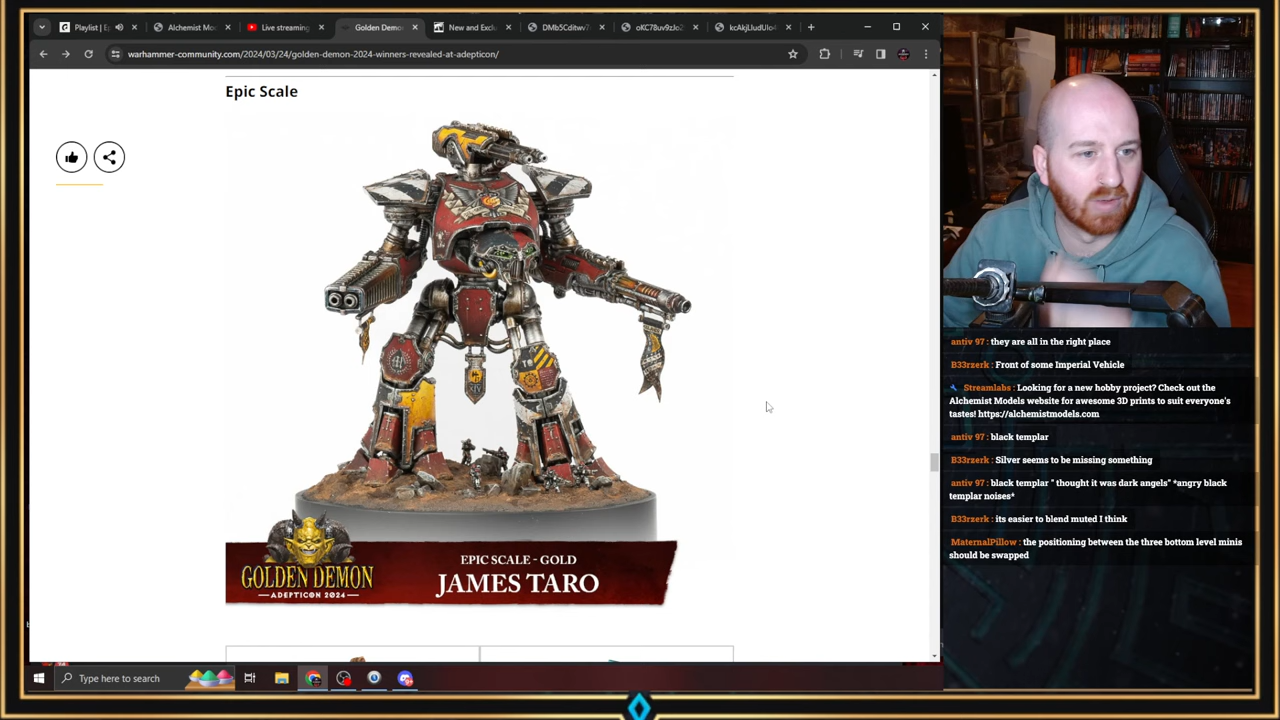 Playlist | E
Alchemist Mo
Live streaming
Golden Demo
New and Exclu
DMb5Cditwv7
oKC78uv9zJo2
kcAkjLludUIo4
warhammer-community.com/2024/03/24/golden-demon-2024-winners-revealed-at-adepticon/
Epic Scale
GOLDEN DEMON
—ADEPTICON 2024—
EPIC SCALE - GOLD
JAMES TARO
Type here to search
antiv 97 : they are all in the right place
B33rzerk : Front of some Imperial Vehicle
Streamlabs : Looking for a new hobby project? Check out the
Alchemist Models website for awesome 3D prints to suit everyone's
tastes! https://alchemistmodels.com
antiv 97 : black templar
B33rzerk : Silver seems to be missing something
antiv 97 : black templar " thought it was dark angels" *angry black
templar noises*
B33rzerk : its easier to blend muted I think
MaternalPillow : the positioning between the three bottom level minis
should be swapped